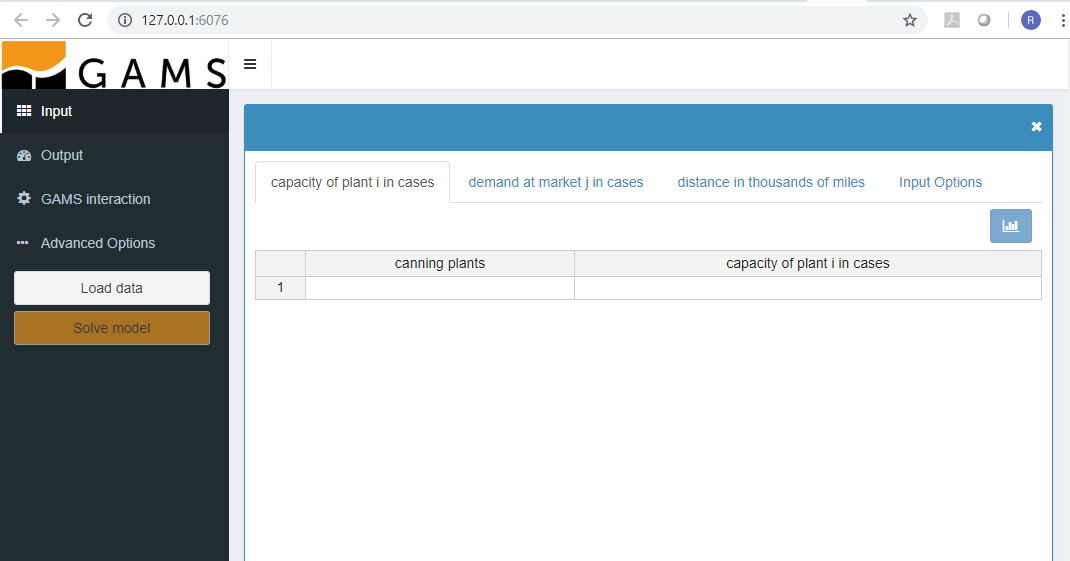 127.0.0.1:6076
R
GAMS
Input
Output
GAMS interaction
Advanced Options
Load data
Solve model
capacity of plant i in cases demand at market j in cases distance in thousands of miles Input Options
canning plants capacity of plant i in cases
1